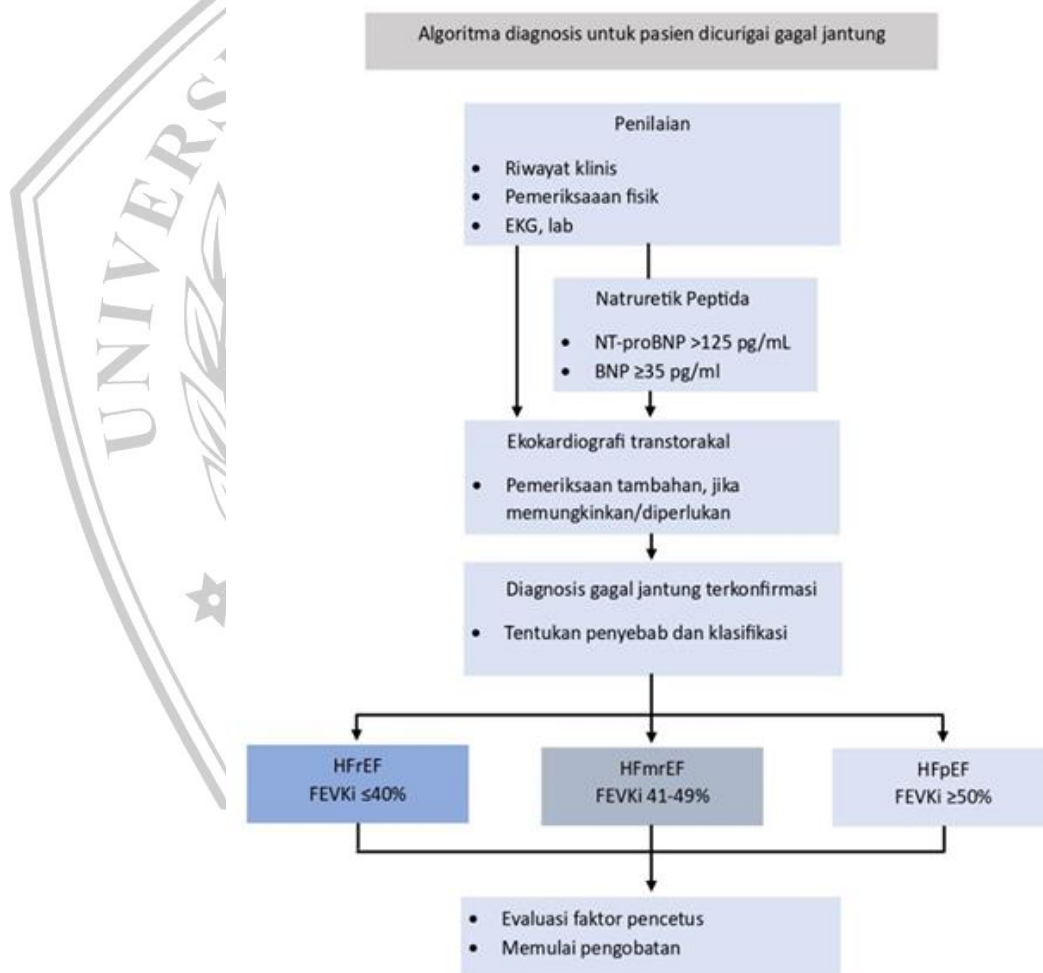 UNIVERS
Algoritma diagnosis untuk pasien dicurigai gagal jantung
Penilaian
• Riwayat klinis
• Pemeriksaaan fisik
• EKG, lab
Natruretik Peptida
• NT-proBNP >125 pg/mL
• BNP ≥35 pg/ml
Ekokardiografi transtorakal
• Pemeriksaan tambahan, jika
memungkinkan/diperlukan
Diagnosis gagal jantung terkonfirmasi
• Tentukan penyebab dan klasifikasi
HFrEF
FEVKi ≤40%
HFmrEF
FEVKi 41-49%
HFpEF
FEVKi ≥50%
• Evaluasi faktor pencetus
• Memulai pengobatan